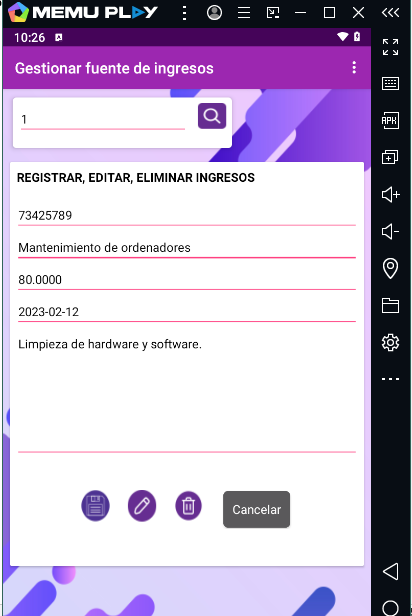 MEMU PLAY
10:26
Gestionar fuente de ingresos
1
REGISTRAR, EDITAR, ELIMINAR INGRESOS
73425789
Mantenimiento de ordenadores
80.0000
2023-02-12
Limpieza de hardware y software.
Cancelar
APK